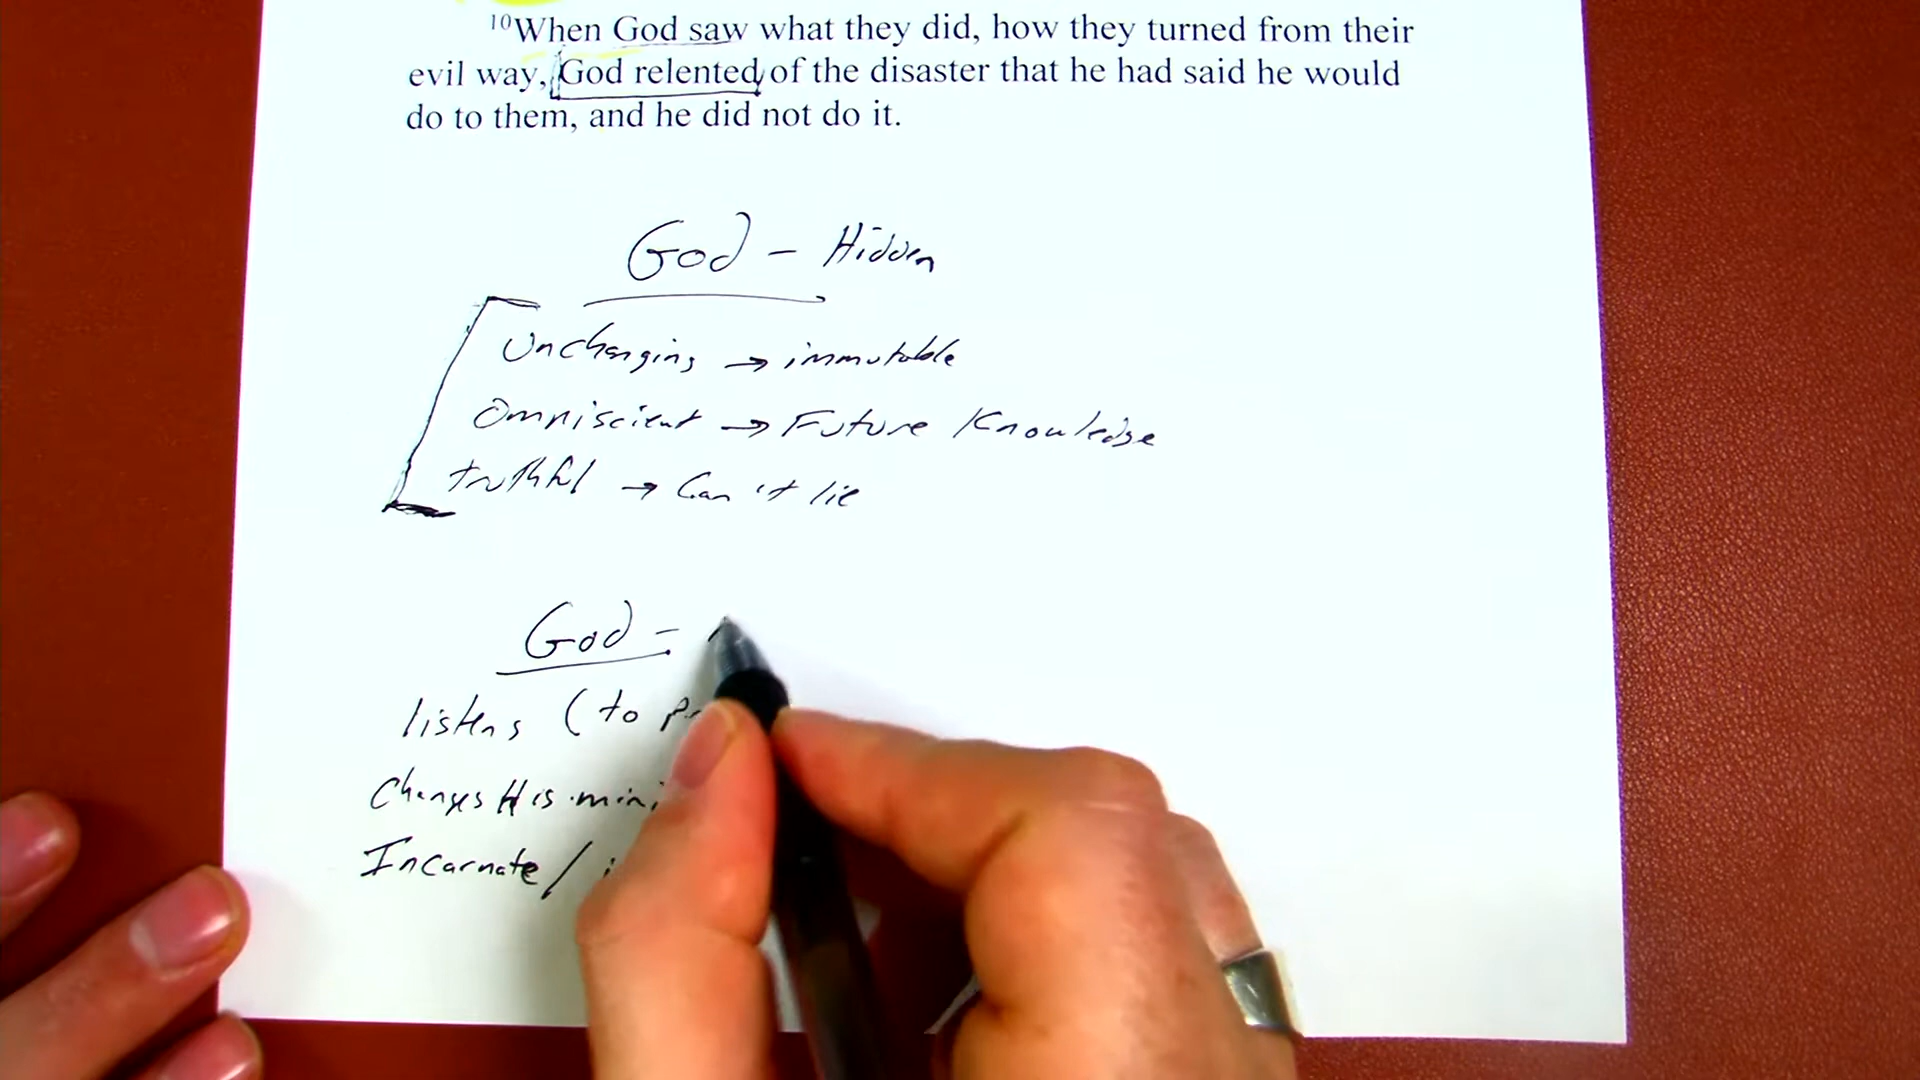 ¹⁰When God saw what they did, how they turned from their
evil way, God relented of the disaster that he had said he would
do to them, and he did not do it.
God - Hidden
Unchanging → immutable
Omniscient → Future Knowledge
truthful → Can't lie
God -
listens (to
Changes His
Incarnate/